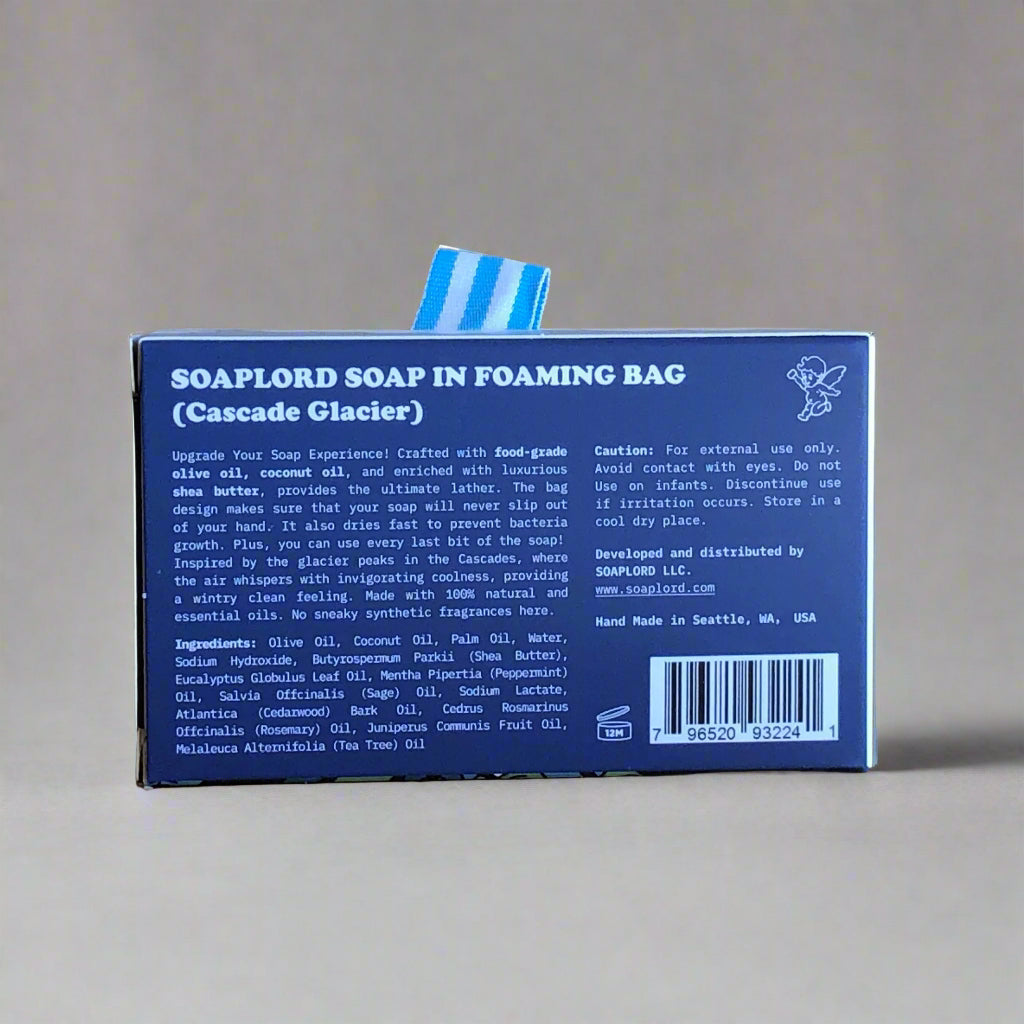 SOAPLORD SOAP IN FOAMING BAG
(Cascade Glacier)
Upgrade Your Soap Experience! Crafted with food-grade
olive oil, coconut oil, and enriched with luxurious
shea butter, provides the ultimate lather. The bag
design makes sure that your soap will never slip out
of your hand. It also dries fast to prevent bacteria
growth. Plus, you can use every last bit of the soap!
Inspired by the glacier peaks in the Cascades, where
the air whispers with invigorating coolness, providing
a wintry clean feeling. Made with 100% natural and
essential oils. No sneaky synthetic fragrances here.
Ingredients: Olive Oil, Coconut Oil, Palm Oil, Water,
Sodium Hydroxide, Butyrospermum Parkii (Shea Butter),
Eucalyptus Globulus Leaf Oil, Mentha Pipertia (Peppermint)
Oil, Salvia Offcinalis (Sage) Oil, Sodium Lactate,
Atlantica (Cedarwood) Bark Oil, Cedrus Rosmarinus
Offcinalis (Rosemary) Oil, Juniperus Communis Fruit Oil,
Melaleuca Alternifolia (Tea Tree) Oil
Caution: For external use only.
Avoid contact with eyes. Do not
Use on infants. Discontinue use
if irritation occurs. Store in a
cool dry place.
Developed and distributed by
SOAPLORD LLC.
www.soaplord.com
Hand Made in Seattle, WA, USA
12M
7 96520 93224 1